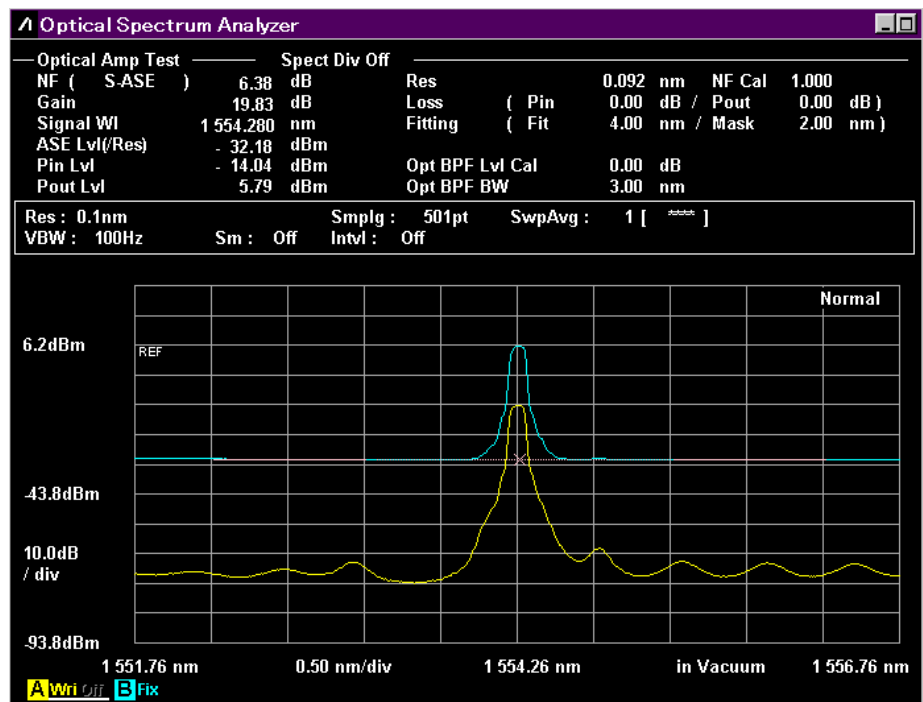 Optical Spectrum Analyzer
Optical Amp Test Spect Div Off
NF ( S-ASE ) 6.38 dB Res 0.092 nm NF Cal 1.000
Gain 19.83 dB Loss ( Pin 0.00 dB / Pout 0.00 dB )
Signal Wl 1 554.280 nm Fitting ( Fit 4.00 nm / Mask 2.00 nm )
ASE Lvl(/Res) - 32.18 dBm
Pin Lvl - 14.04 dBm Opt BPF Lvl Cal 0.00 dB
Pout Lvl 5.79 dBm Opt BPF BW 3.00 nm
Res : 0.1nm Smplg : 501pt SwpAvg : 1 [ **** ]
VBW : 100Hz Sm : Off Intvl : Off
Normal
6.2dBm
REF
-43.8dBm
10.0dB
/ div
-93.8dBm
1 551.76 nm 0.50 nm/div 1 554.26 nm in Vacuum 1 556.76 nm
A Wri Off B Fix